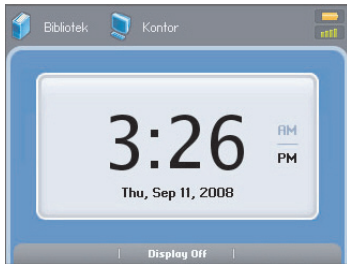 Bibliotek Kontor
3:26
AM
PM
Thu, Sep 11, 2008
Display Off